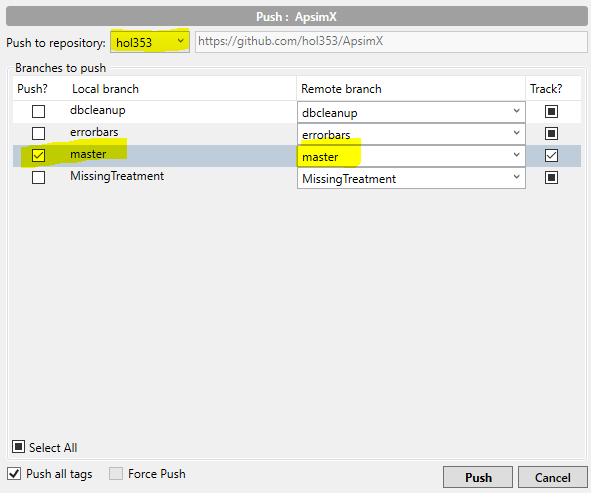 Push : ApsimX
Push to repository: hol353 https://github.com/hol353/ApsimX
Branches to push
Push? Local branch Remote branch Track?
dbcleanup dbcleanup
errorbars errorbars
master master
MissingTreatment MissingTreatment
Select All
Push all tags Force Push Push Cancel